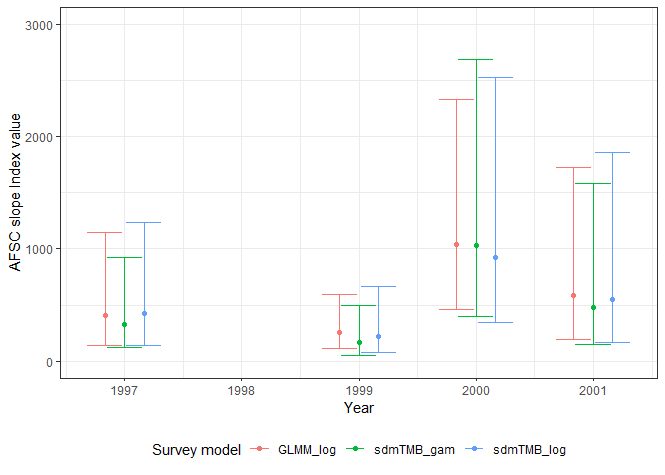 3000
2000
1000
0
AFSC slope Index value
1997 1998 1999 2000 2001
Year
Survey model GLMM_log sdmTMB_gam sdmTMB_log